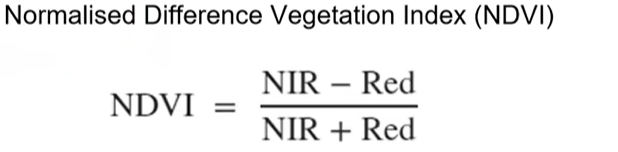 Normalised Difference Vegetation Index (NDVI)
NDVI = NIR – Red
NIR + Red